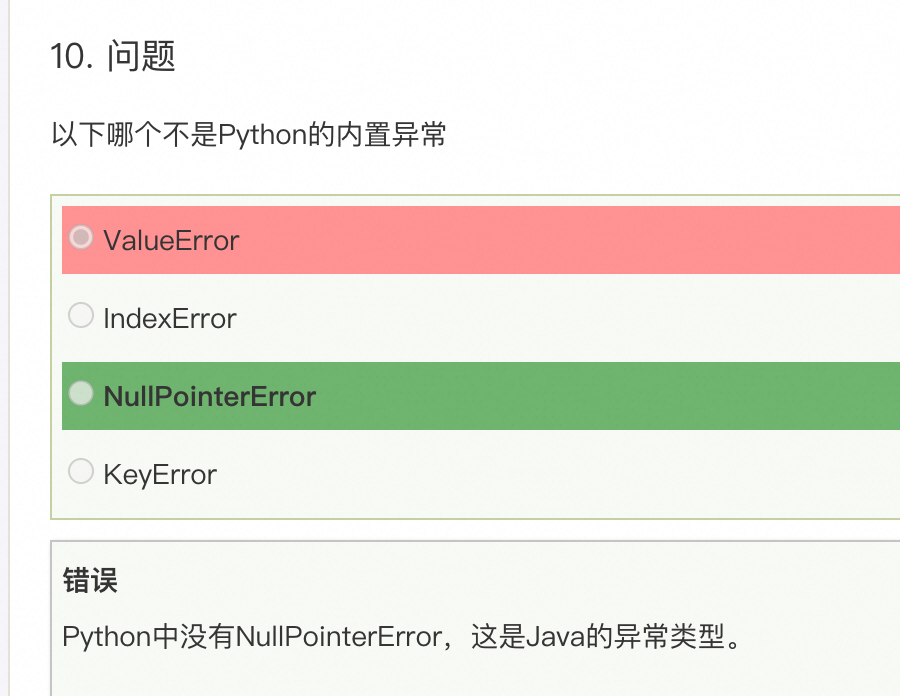 10. 问题
以下哪个不是Python的内置异常
ValueError
IndexError
NullPointerError
KeyError
错误
Python中没有NullPointerError，这是Java的异常类型。